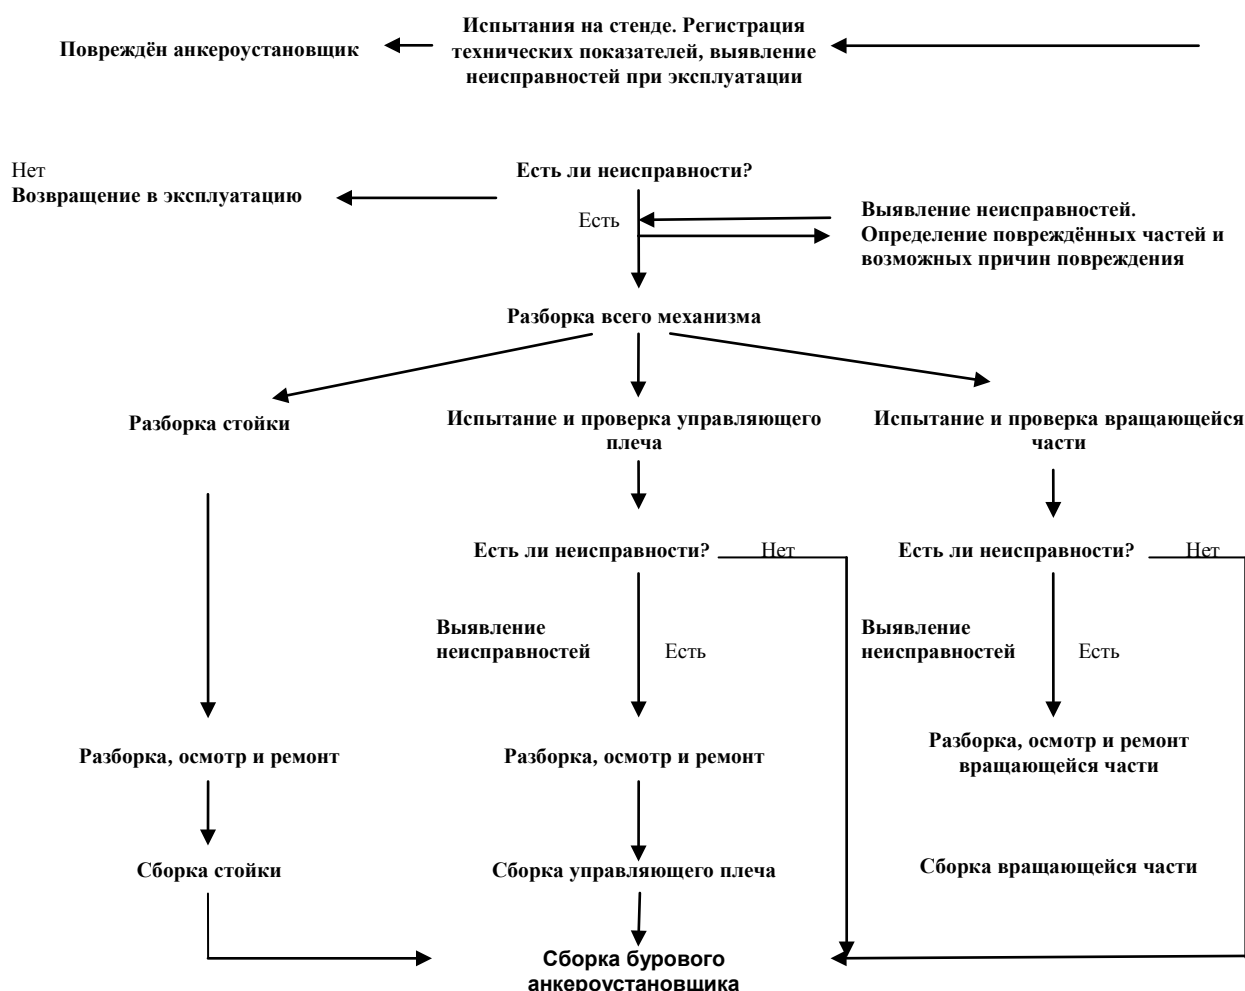 Повреждён анкероустановщик
Испытания на стенде. Регистрация
технических показателей, выявление
неисправностей при эксплуатации
Нет
Возвращение в эксплуатацию
Есть ли неисправности?
Есть
Выявление неисправностей.
Определение повреждённых частей и
возможных причин повреждения
Разборка всего механизма
Разборка стойки
Испытание и проверка управляющего
плеча
Испытание и проверка вращающейся
части
Есть ли неисправности?
Нет
Есть ли неисправности?
Нет
Выявление
неисправностей
Есть
Выявление
неисправностей
Есть
Разборка, осмотр и ремонт
Разборка, осмотр и ремонт
Разборка, осмотр и ремонт
вращающейся части
Сборка стойки
Сборка управляющего плеча
Сборка вращающейся части
Сборка бурового
анкероустановщика